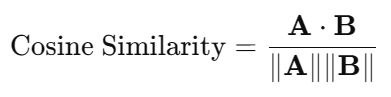 Cosine Similarity = A · B / ‖A‖‖B‖